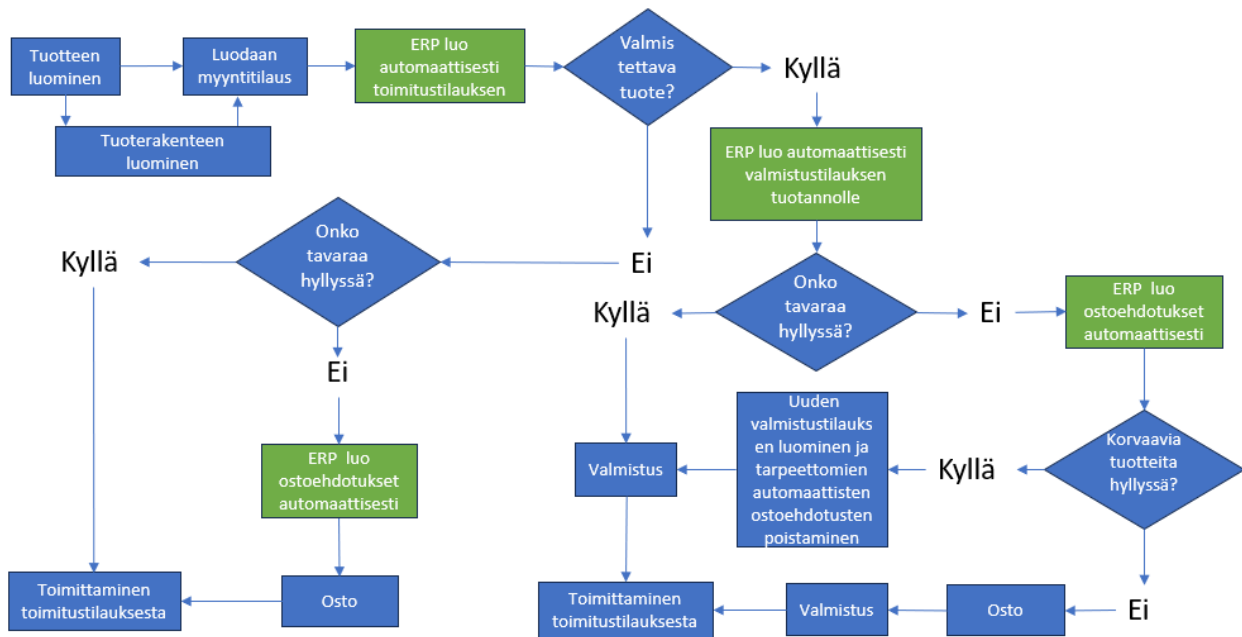 Tuotteen
luominen
Luodaan
myyntitilaus
ERP luo
automaattisesti
toimitustilauksen
Valmis
tettava
tuote?
Kyllä
Tuoterakenteen
luominen
ERP luo automaattisesti
valmistustilauksen
tuotannolle
Ei
Onko
tavaraa
hyllyssä?
Kyllä
Onko
tavaraa
hyllyssä?
Kyllä
Ei
ERP  luo
ostoehdotukset
automaattisesti
Ei
ERP  luo
ostoehdotukset
automaattisesti
Korvaavia
tuotteita
hyllyssä?
Kyllä
Uuden
valmistustilauks
en luominen ja
tarpeettomien
automaattisten
ostoehdotusten
poistaminen
Valmistus
Toimittaminen
toimitustilauksesta
Osto
Toimittaminen
toimitustilauksesta
Valmistus
Osto
Ei